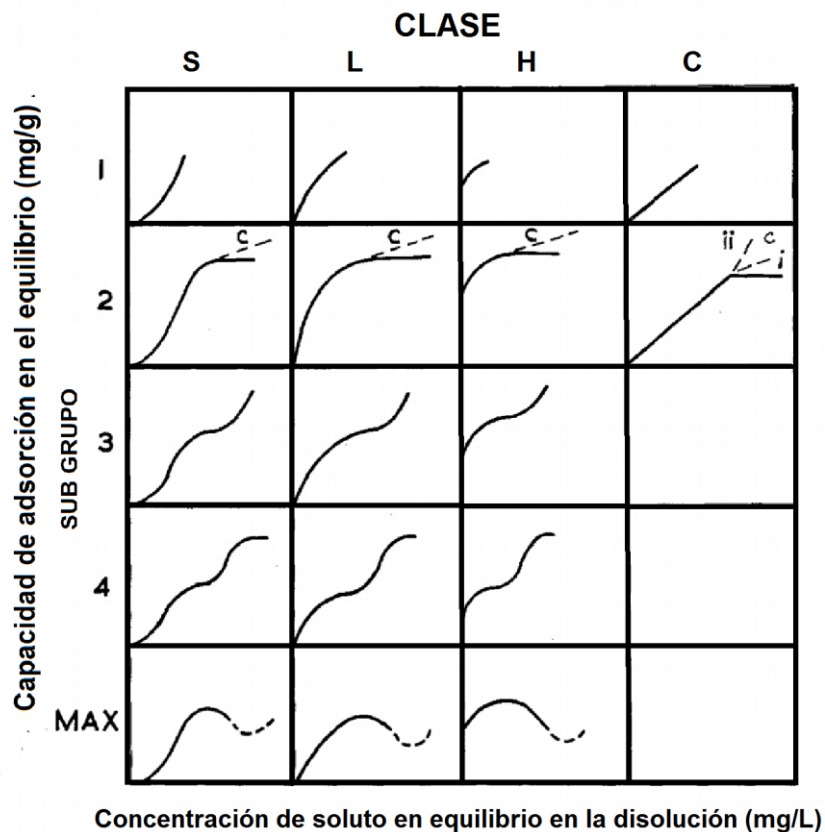 CLASE
S L H C
Capacidad de adsorción en el equilibrio (mg/g)
SUB GRUPO
1
2
c c c ii c i
3
4
MAX
Concentración de soluto en equilibrio en la disolución (mg/L)